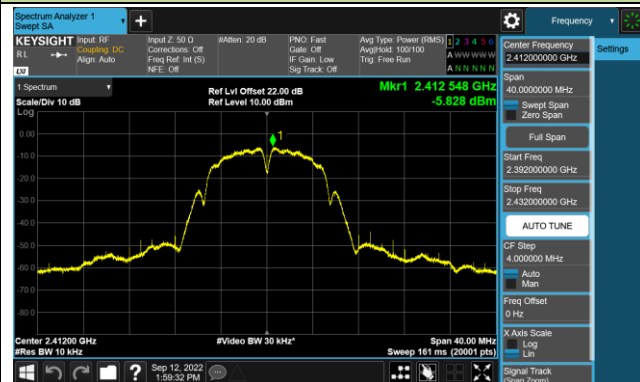 Spectrum Analyzer 1
Swept SA
Frequency
KEYSIGHT
Input: RF
Input Z: 50 Ω
#Atten: 20 dB
PNO: Fast
Avg Type: Power (RMS)
1 2 3 4 5 6
RL
Coupling: DC
Corrections: Off
Gate: Off
Avg|Hold: 100/100
A W W W W W
Align: Auto
Freq Ref: Int (S)
IF Gain: Low
Trig: Free Run
NFE: Off
Sig Track: Off
A N N N N N
LXI
1 Spectrum
Ref Lvl Offset 22.00 dB
Mkr1 2.412 548 GHz
Scale/Div 10 dB
Ref Level 10.00 dBm
-5.828 dBm
Log
1
0.00
-10.0
-20.0
-30.0
-40.0
-50.0
-60.0
-70.0
-80.0
Center 2.41200 GHz
#Video BW 30 kHz*
Span 40.00 MHz
#Res BW 10 kHz
Sweep 161 ms (20001 pts)
?
Sep 12, 2022
1:59:32 PM
Center Frequency
2.412000000 GHz
Settings
Span
40.0000000 MHz
Swept Span
Zero Span
Full Span
Start Freq
2.392000000 GHz
Stop Freq
2.432000000 GHz
AUTO TUNE
CF Step
4.000000 MHz
Auto
Man
Freq Offset
0 Hz
X Axis Scale
Log
Lin
Signal Track
(Span Zoom)